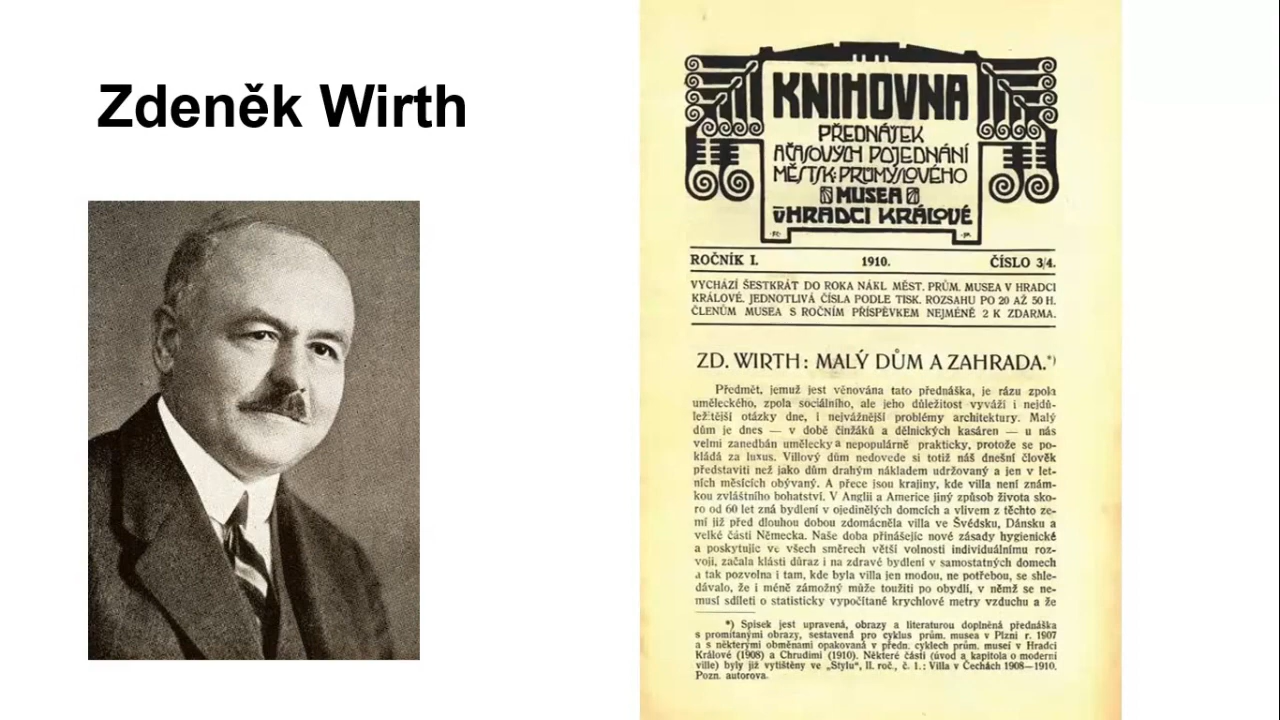 Zdeněk Wirth
KNIHOVNA
PŘEDNÁŠEK
A ČASOVÝCH POJEDNÁNÍ
MĚSTSK: PRŮMYSLOVÉHO
MUSEA
V HRADCI KRÁLOVÉ
ROČNÍK I. 1910. ČÍSLO 3/4.
VYCHÁZÍ ŠESTKRÁT DO ROKA NÁKL MĚST. PRŮM. MUSEA V HRADCI
KRÁLOVÉ. JEDNOTLIVÁ ČÍSLA PODLE TISK. ROZSAHU PO 20 AŽ 50 H.
ČLENŮM MUSEA S ROČNÍM PŘÍSPĚVKEM NEJMÉNĚ 2 K ZDARMA.
ZD. WIRTH: MALÝ DŮM A ZAHRADA.*)
Předmět, jemuž jest věnována tato přednáška, je rázu zpola
uměleckého, zpola sociálního, ale jeho důležitost vyváží i nejdů-
ležitější otázky dne, i nejvážnější problémy architektury. Malý
dům je dnes — v době činžáků a dělnických kasáren — u nás
velmi zanedbán umělecky a nepopulárně prakticky, protože se po-
kládá za luxus. Villový dům nedovede si totiž náš dnešní člověk
představiti než jako dům drahým nákladem udržovaný a jen v let-
ních měsících obývaný. A přece jsou krajiny, kde villa není znám-
kou zvláštního bohatství. V Anglii a Americe jiný způsob života sko-
ro od 60 let zná bydlení v ojedinělých domcích a vlivem z těchto ze-
mí již před dlouhou dobou zdomácněla villa ve Švédsku, Dánsku a
velké části Německa. Naše doba přinášejíc nové zásady hygienické
a poskytujíc ve všech směrech větší volnosti individuálnímu roz-
voji, začala klásti důraz i na zdravé bydlení v samostatných domech
a tak pozvolna i tam, kde byla villa jen modou, ne potřebou, se shle-
dávalo, že i méně zámožný může toužiti po obydlí, v němž se ne-
musí sdíleti o statisticky vypočítané krychlové metry vzduchu a že
*) Spisek jest upravená, obrazy a literaturou doplněná přednáška
s promítanými obrazy, sestavená pro cyklus prům. musea v Plzni r. 1907
a s některými obměnami opakovaná v předn. cyklech prům. museí v Hradci
Králové (1908) a Chrudimi (1910). Některé části (úvod a kapitola o moderní
ville) byly již vytištěny ve „Stylu", II. roč., č. 1.: Villa v Čechách 1908—1910.
Pozn. autorova.